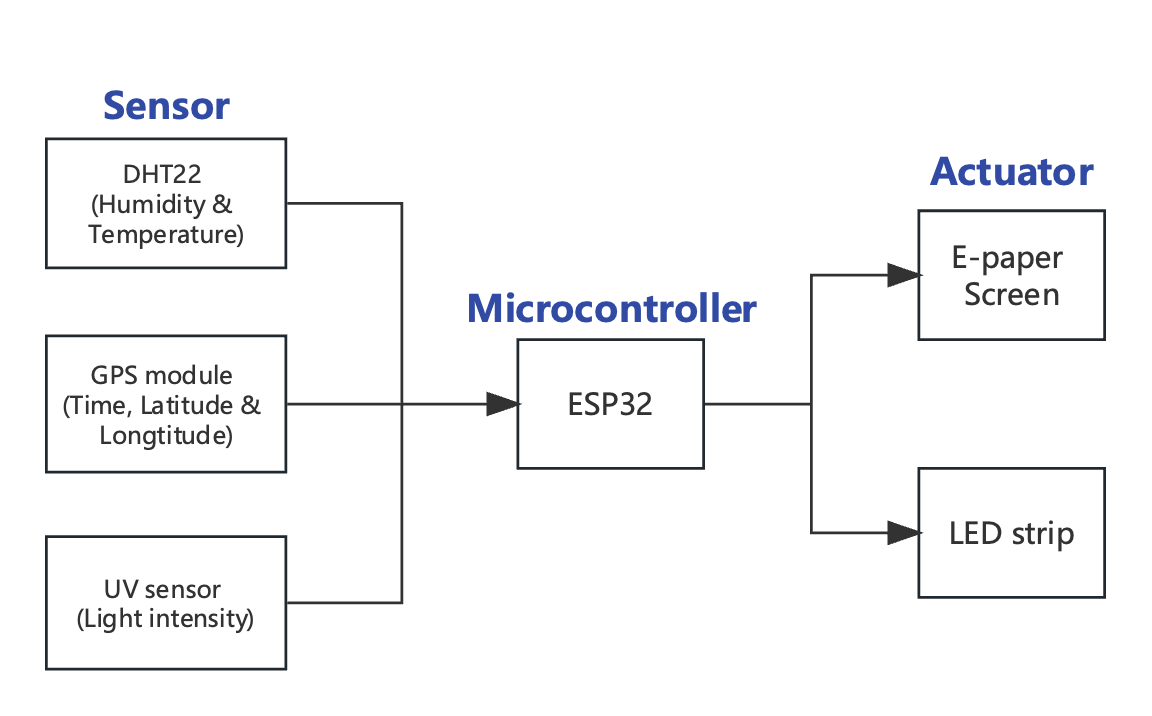 Sensor
DHT22
(Humidity &
Temperature)
GPS module
(Time, Latitude &
Longtitude)
UV sensor
(Light intensity)
Microcontroller
ESP32
Actuator
E-paper
Screen
LED strip